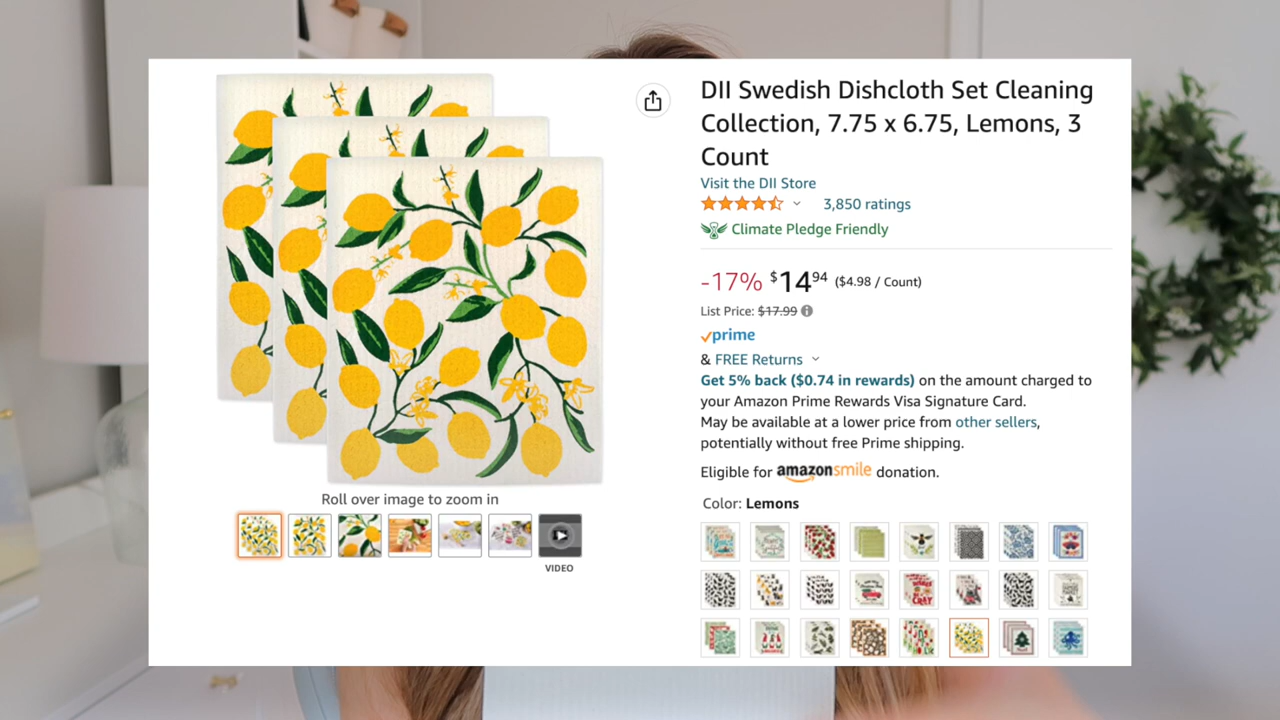 DII Swedish Dishcloth Set Cleaning
Collection, 7.75 x 6.75, Lemons, 3
Count
Visit the DII Store
3,850 ratings
Climate Pledge Friendly
-17% $14 94 ($4.98 / Count)
List Price: $17.99
prime
& FREE Returns
Get 5% back ($0.74 in rewards) on the amount charged to
your Amazon Prime Rewards Visa Signature Card.
May be available at a lower price from other sellers,
potentially without free Prime shipping.
Eligible for amazonsmile donation.
Color: Lemons
Roll over image to zoom in
VIDEO